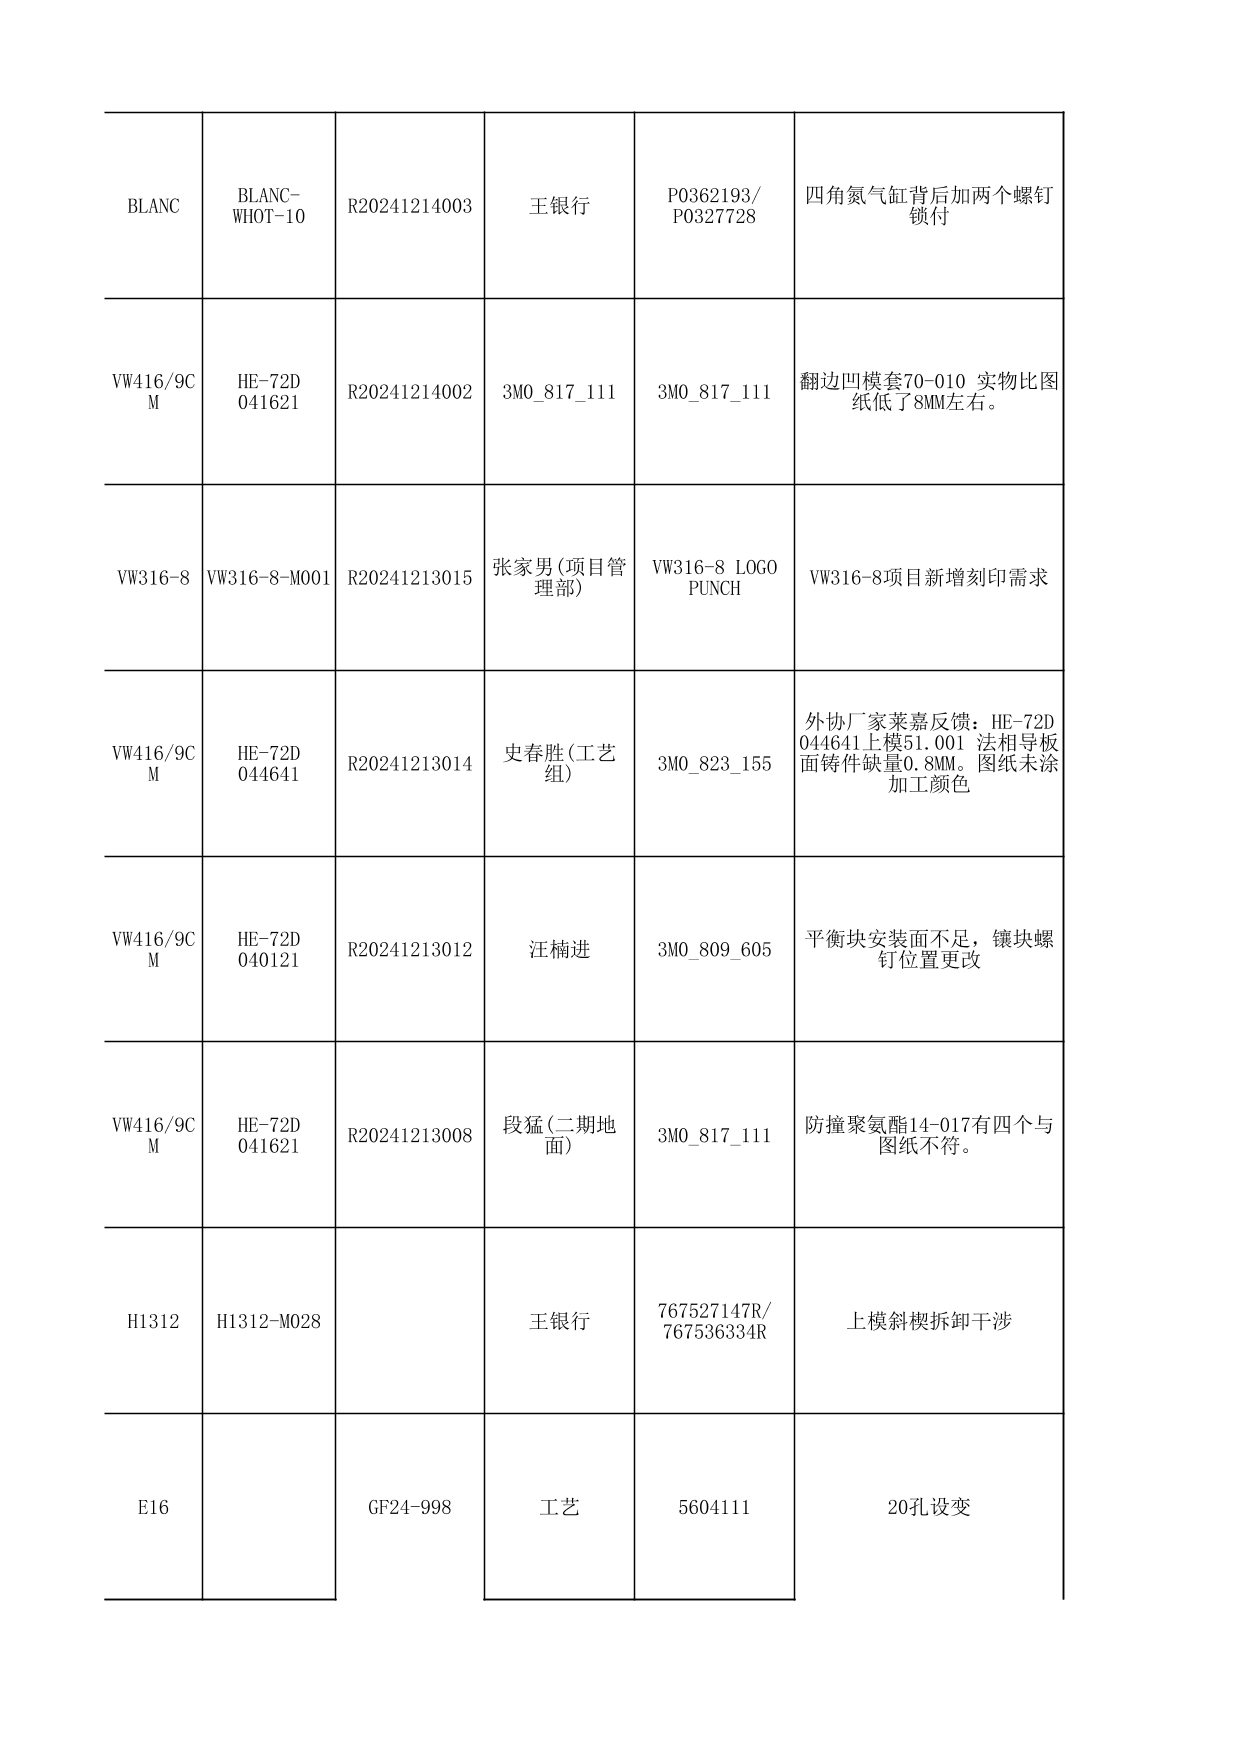 BLANC
BLANC-
WHOT-10
R20241214003
王银行
P0362193/
P0327728
四角氮气缸背后加两个螺钉
锁付
VW416/9C
M
HE-72D
041621
R20241214002
3M0_817_111
3M0_817_111
翻边凹模套70-010 实物比图
纸低了8MM左右。
VW316-8
VW316-8-M001
R20241213015
张家男(项目管
理部)
VW316-8 LOGO
PUNCH
VW316-8项目新增刻印需求
VW416/9C
M
HE-72D
044641
R20241213014
史春胜(工艺
组)
3M0_823_155
外协厂家莱嘉反馈：HE-72D
044641上模51.001 法相导板
面铸件缺量0.8MM。图纸未涂
加工颜色
VW416/9C
M
HE-72D
040121
R20241213012
汪楠进
3M0_809_605
平衡块安装面不足，镶块螺
钉位置更改
VW416/9C
M
HE-72D
041621
R20241213008
段猛(二期地
面)
3M0_817_111
防撞聚氨酯14-017有四个与
图纸不符。
H1312
H1312-M028
王银行
767527147R/
767536334R
上模斜楔拆卸干涉
E16
GF24-998
工艺
5604111
20孔设变